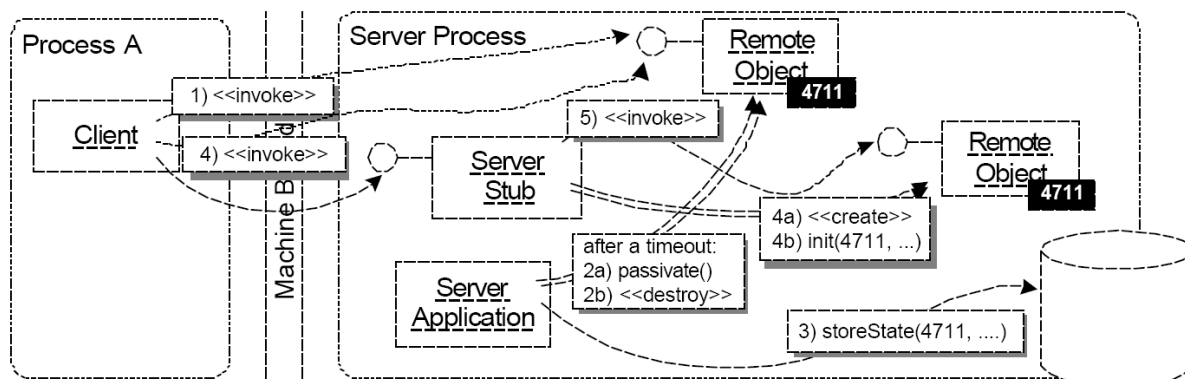 Process A
Server Process
Remote
Object
4711
1) <<invoke>>
Client
4) <<invoke>>
5) <<invoke>>
Server
Stub
Remote
Object
4711
4a) <<create>>
4b) init(4711, ...)
after a timeout:
2a) passivate()
2b) <<destroy>>
Server
Application
3) storeState(4711, ....)
Machine B